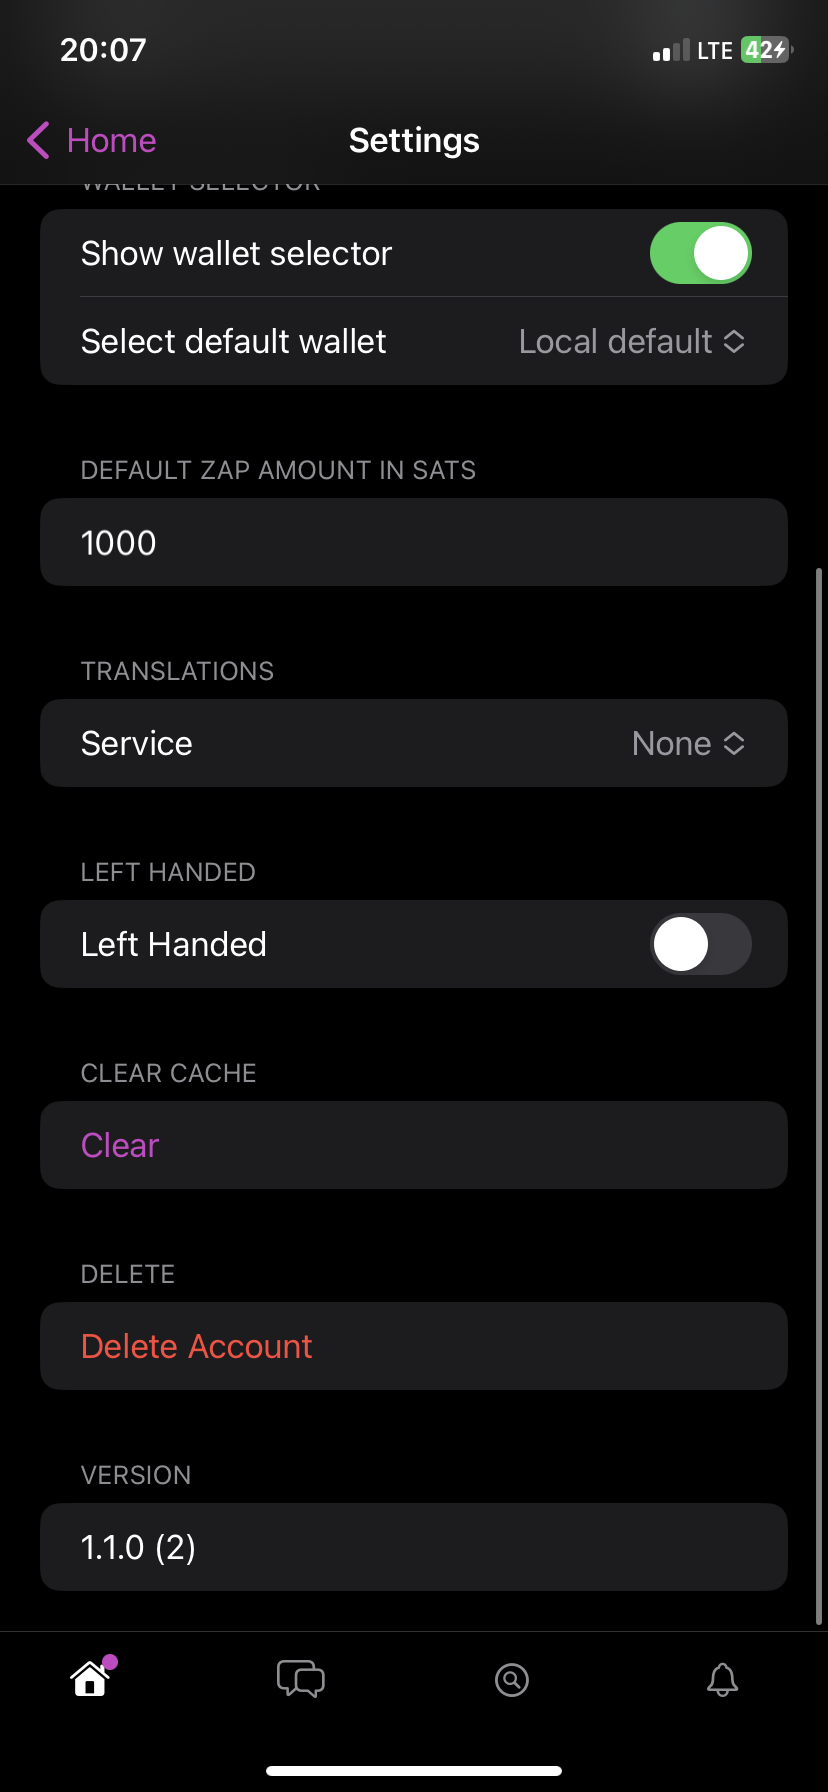 20:07
LTE 42
Home
Settings
WALLET SELECTOR
Show wallet selector
Select default wallet Local default
DEFAULT ZAP AMOUNT IN SATS
1000
TRANSLATIONS
Service None
LEFT HANDED
Left Handed
CLEAR CACHE
Clear
DELETE
Delete Account
VERSION
1.1.0 (2)